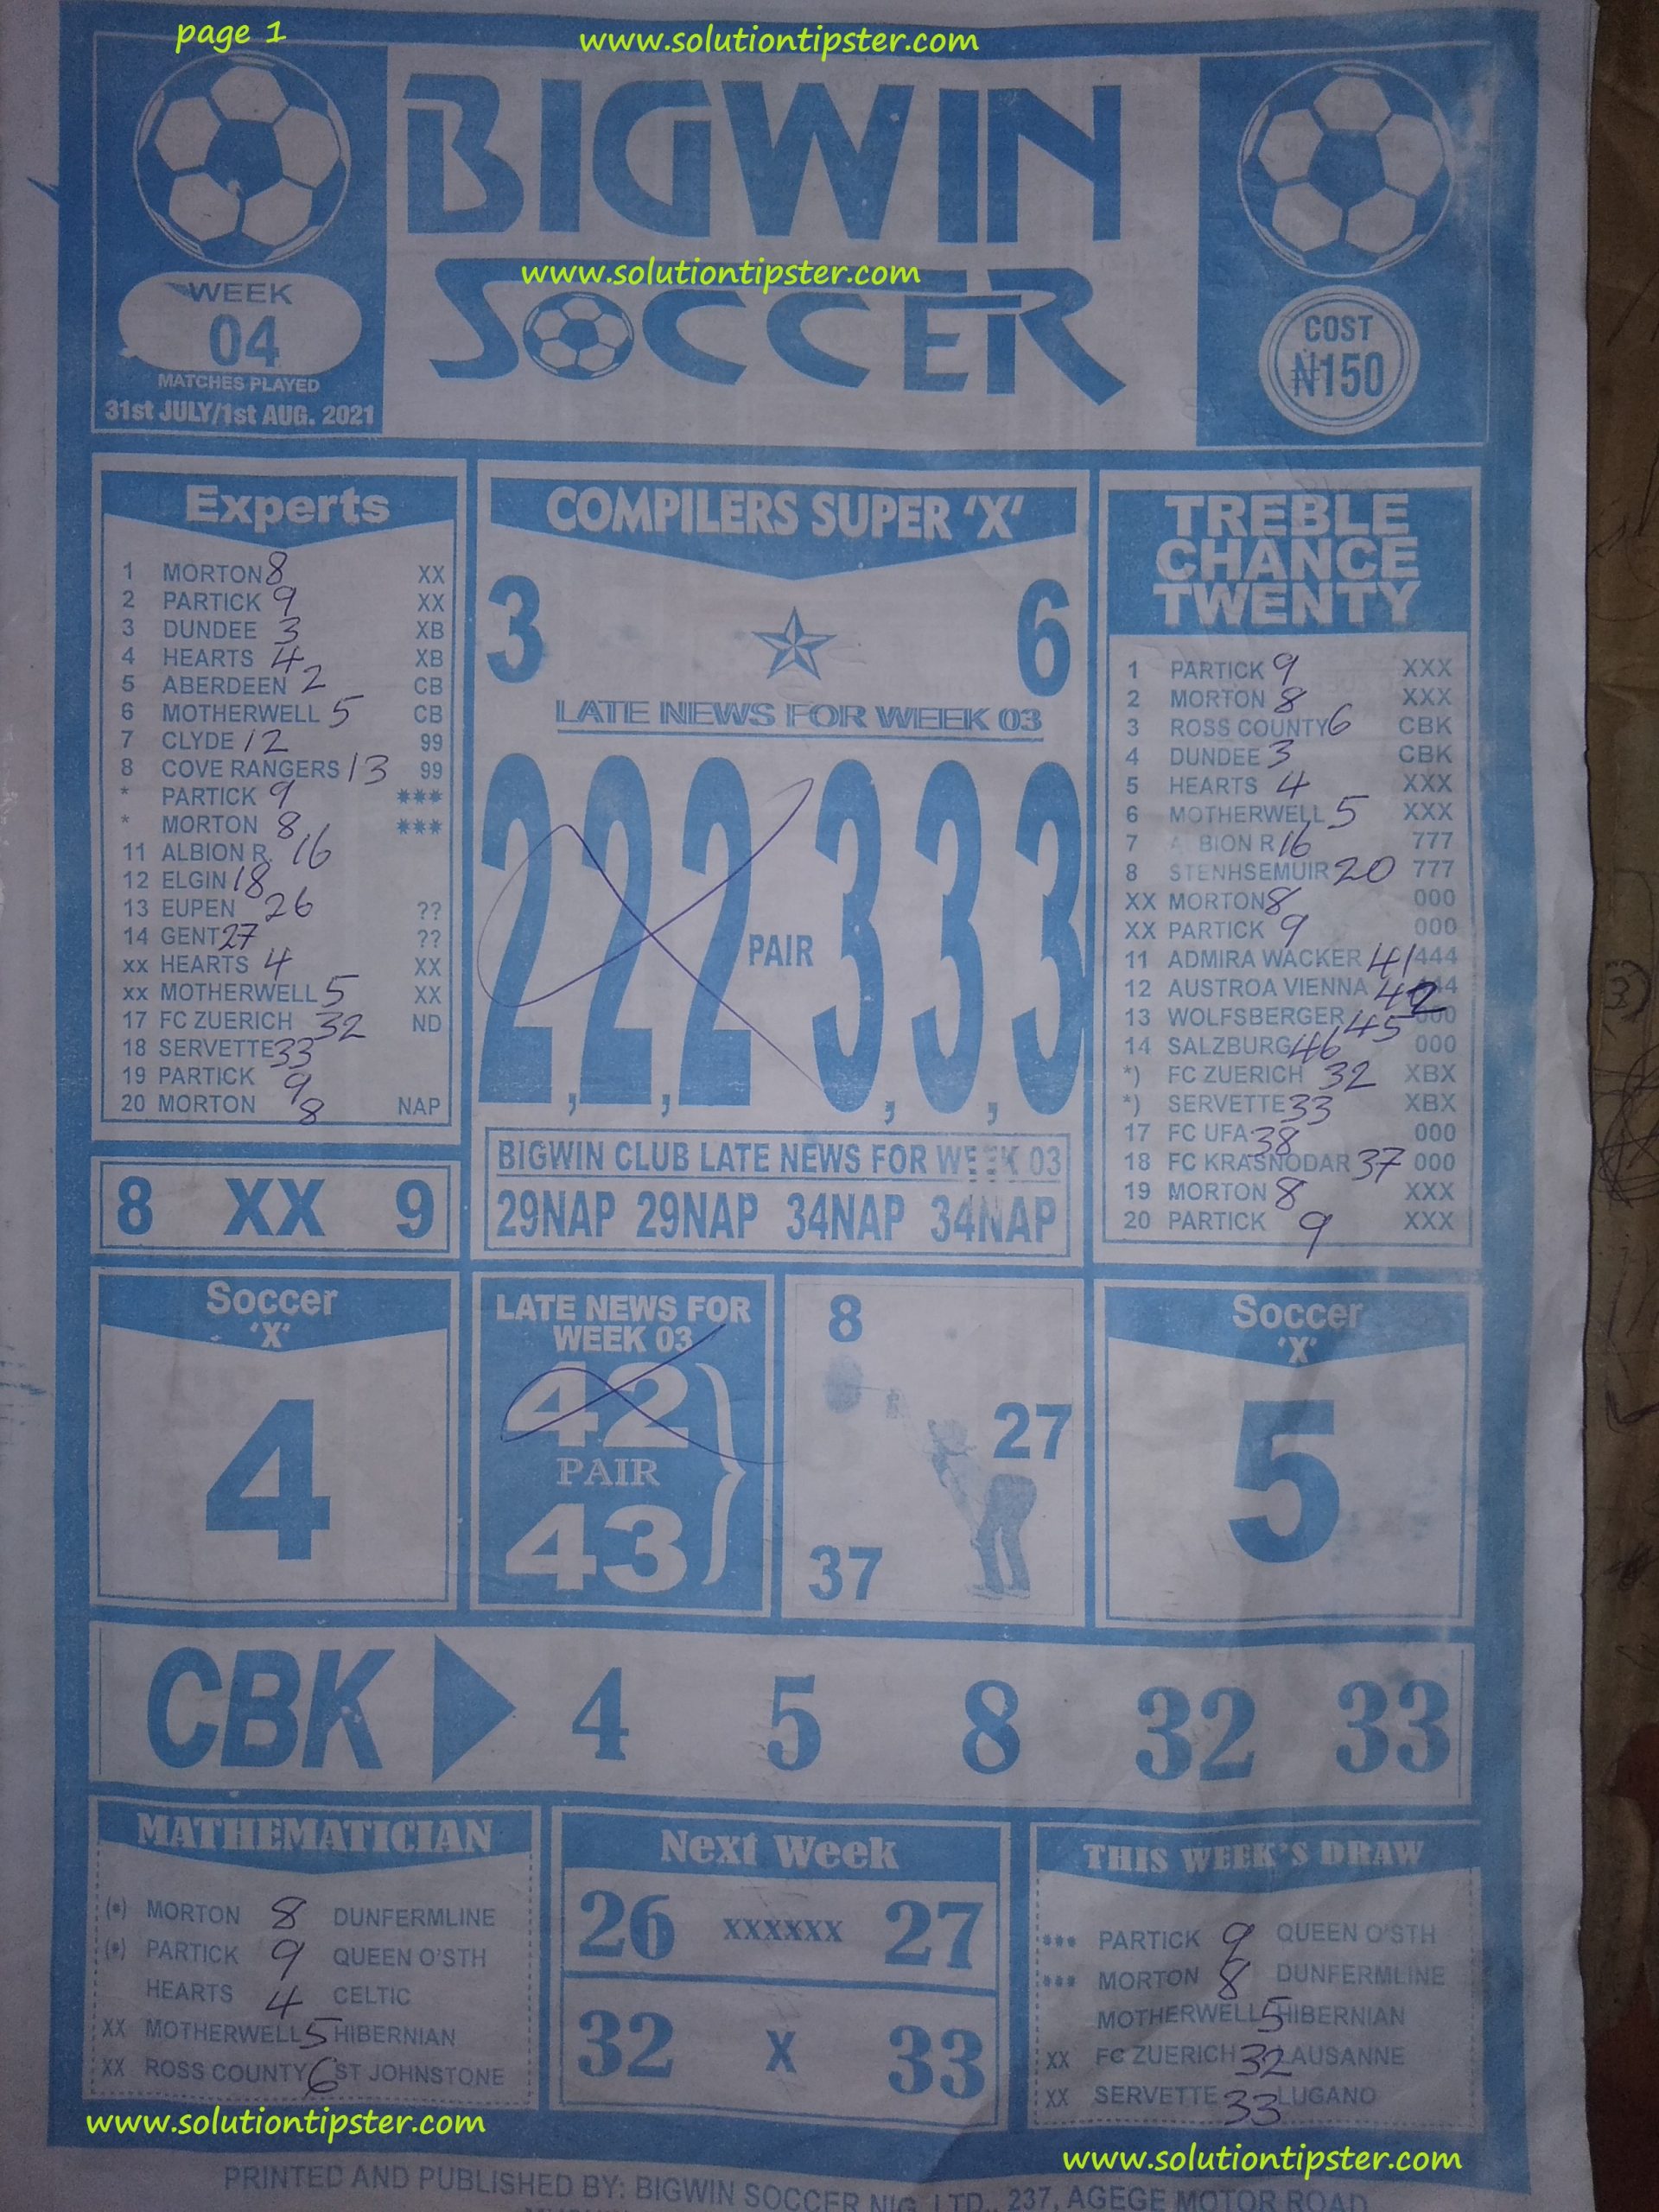 page 1
www.solutiontipster.com
BIGWIN
www.solutiontipster.com
SOCCER
WEEK
04
MATCHES PLAYED
31st JULY/1st AUG. 2021
COST
₦150
Experts
1 MORTON 8 XX
2 PARTICK 9 XX
3 DUNDEE 3 XB
4 HEARTS 4 XB
5 ABERDEEN 2 CB
6 MOTHERWELL 5 CB
7 CLYDE 12 99
8 COVE RANGERS 13 99
* PARTICK 9 ***
* MORTON 8 ***
11 ALBION R. 16
12 ELGIN 18
13 EUPEN 26 ??
14 GENT 27 ??
xx HEARTS 4 XX
xx MOTHERWELL 5 XX
17 FC ZUERICH 32 ND
18 SERVETTE 33
19 PARTICK 9
20 MORTON 8 NAP
8 XX 9
COMPILERS SUPER 'X'
3 6
LATE NEWS FOR WEEK 03
2,2,2 PAIR 3,3,3
BIGWIN CLUB LATE NEWS FOR WEEK 03
29NAP 29NAP 34NAP 34NAP
TREBLE
CHANCE
TWENTY
1 PARTICK 9 XXX
2 MORTON 8 XXX
3 ROSS COUNTY 6 CBK
4 DUNDEE 3 CBK
5 HEARTS 4 XXX
6 MOTHERWELL 5 XXX
7 A BION R 16 777
8 STENHSEMUIR 20 777
XX MORTON 8 000
XX PARTICK 9 000
11 ADMIRA WACKER 41 444
12 AUSTROA VIENNA 42 44
13 WOLFSBERGER 45 000
14 SALZBURG 46 000
*) FC ZUERICH 32 XBX
*) SERVETTE 33 XBX
17 FC UFA 38 000
18 FC KRASNODAR 37 000
19 MORTON 8 XXX
20 PARTICK 9 XXX
Soccer
'X'
4
LATE NEWS FOR
WEEK 03
42
PAIR
43
8
27
37
Soccer
'X'
5
CBK 4 5 8 32 33
MATHEMATICIAN
(*) MORTON 8 DUNFERMLINE
(*) PARTICK 9 QUEEN O'STH
HEARTS 4 CELTIC
XX MOTHERWELL 5 HIBERNIAN
XX ROSS COUNTY 6 ST JOHNSTONE
Next Week
26 XXXXXX 27
32 X 33
THIS WEEK'S DRAW
*** PARTICK 9 QUEEN O'STH
*** MORTON 8 DUNFERMLINE
MOTHERWELL 5 HIBERNIAN
XX FC ZUERICH 32 LAUSANNE
XX SERVETTE 33 LUGANO
www.solutiontipster.com
www.solutiontipster.com
PRINTED AND PUBLISHED BY: BIGWIN SOCCER NIG. LTD., 237, AGEGE MOTOR ROAD